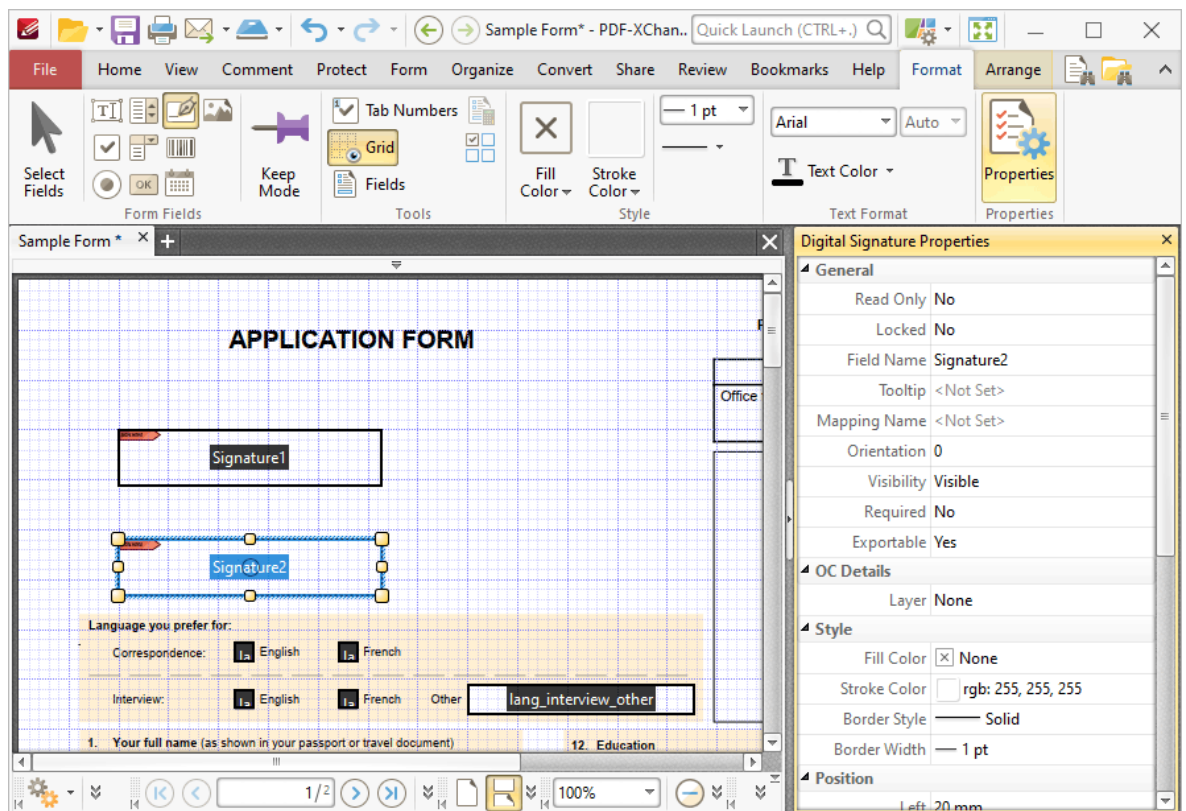 Sample Form* - PDF-XChan.. Quick Launch (CTRL+.)
File Home View Comment Protect Form Organize Convert Share Review Bookmarks Help Format Arrange
Select Fields
OK
Form Fields
Keep Mode
Tab Numbers
Grid
Fields
Tools
Fill Color
Stroke Color
1 pt
Style
Arial Auto
Text Color
Text Format
Properties
Properties
Sample Form *
APPLICATION FORM
Office
Signature1
Signature2
Language you prefer for:
Correspondence: English French
Interview: English French Other lang_interview_other
1. Your full name (as shown in your passport or travel document) 12. Education
1/2 100%
Digital Signature Properties
General
Read Only No
Locked No
Field Name Signature2
Tooltip <Not Set>
Mapping Name <Not Set>
Orientation 0
Visibility Visible
Required No
Exportable Yes
OC Details
Layer None
Style
Fill Color None
Stroke Color rgb: 255, 255, 255
Border Style Solid
Border Width 1 pt
Position
Left 20 mm